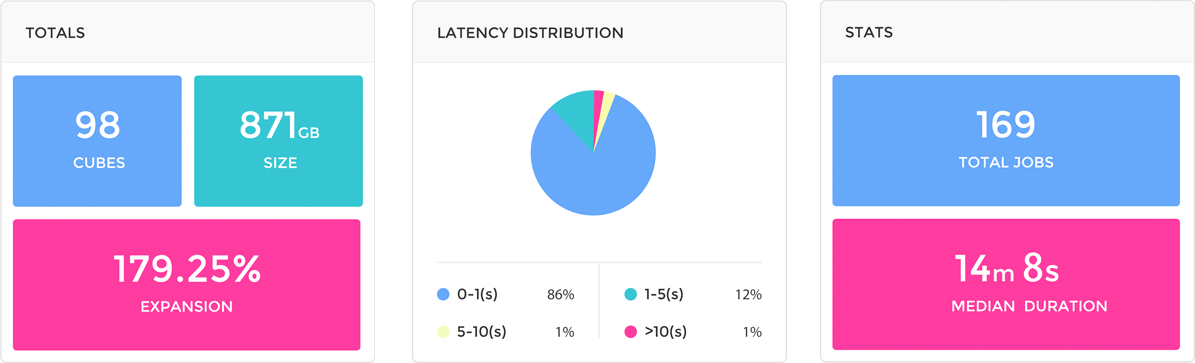 TOTALS
98
CUBES
871GB
SIZE
179.25%
EXPANSION
LATENCY DISTRIBUTION
0-1(s) 86%
1-5(s) 12%
5-10(s) 1%
>10(s) 1%
STATS
169
TOTAL JOBS
14m 8s
MEDIAN DURATION